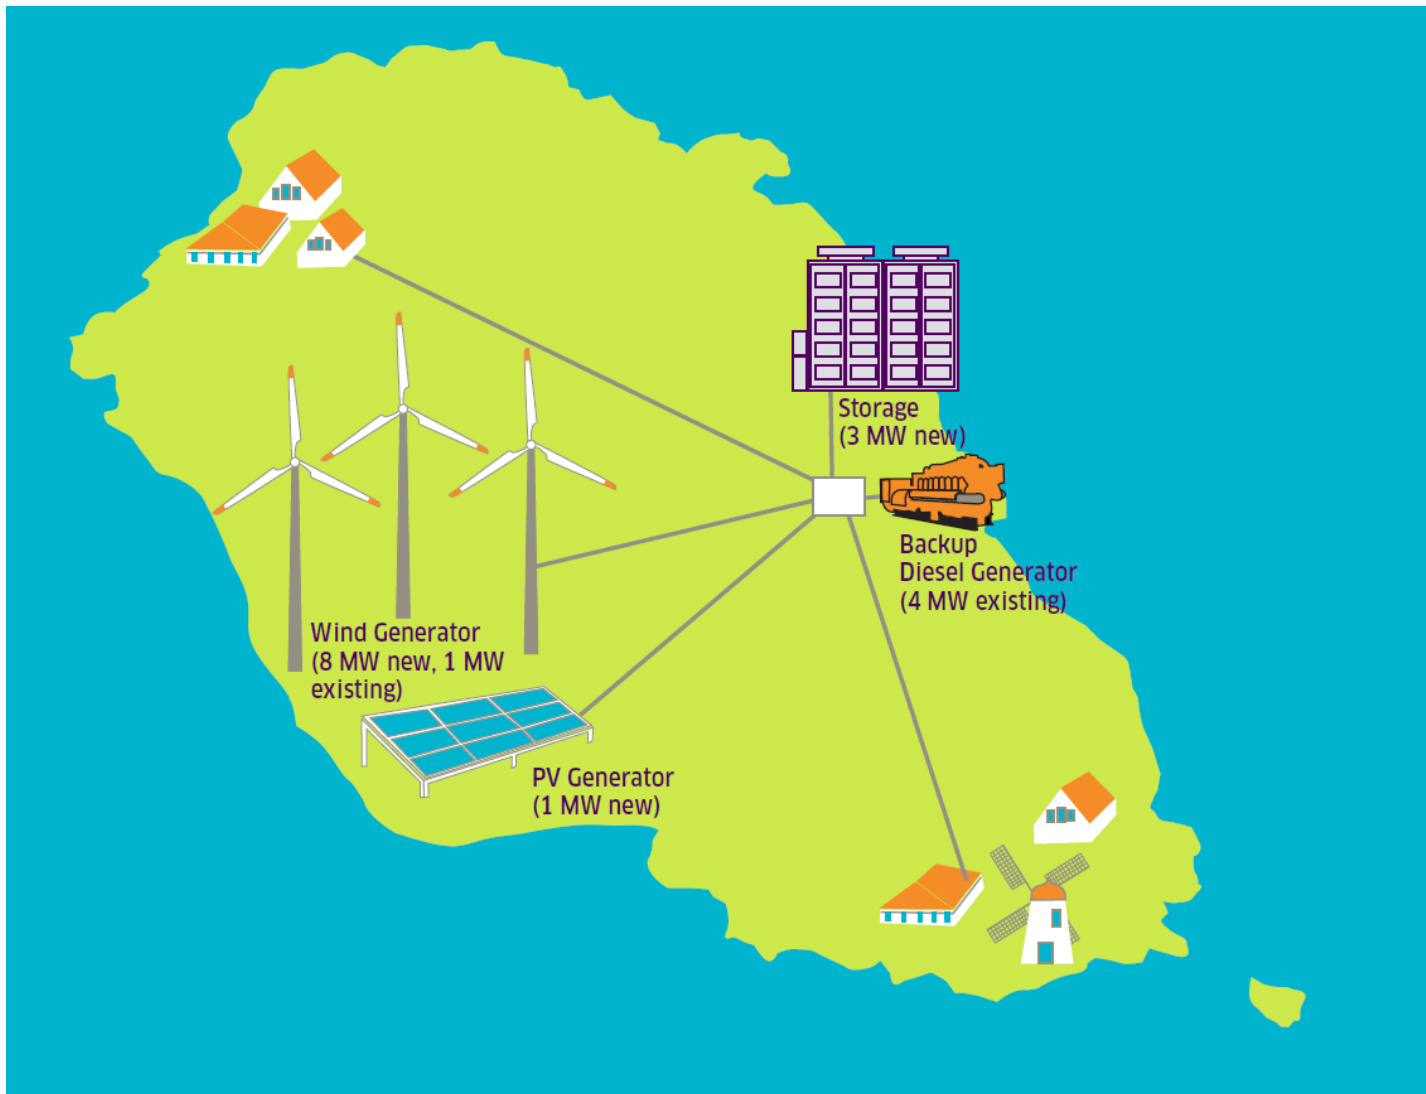 Storage
(3 MW new)
Backup
Diesel Generator
(4 MW existing)
Wind Generator
(8 MW new, 1 MW
existing)
PV Generator
(1 MW new)